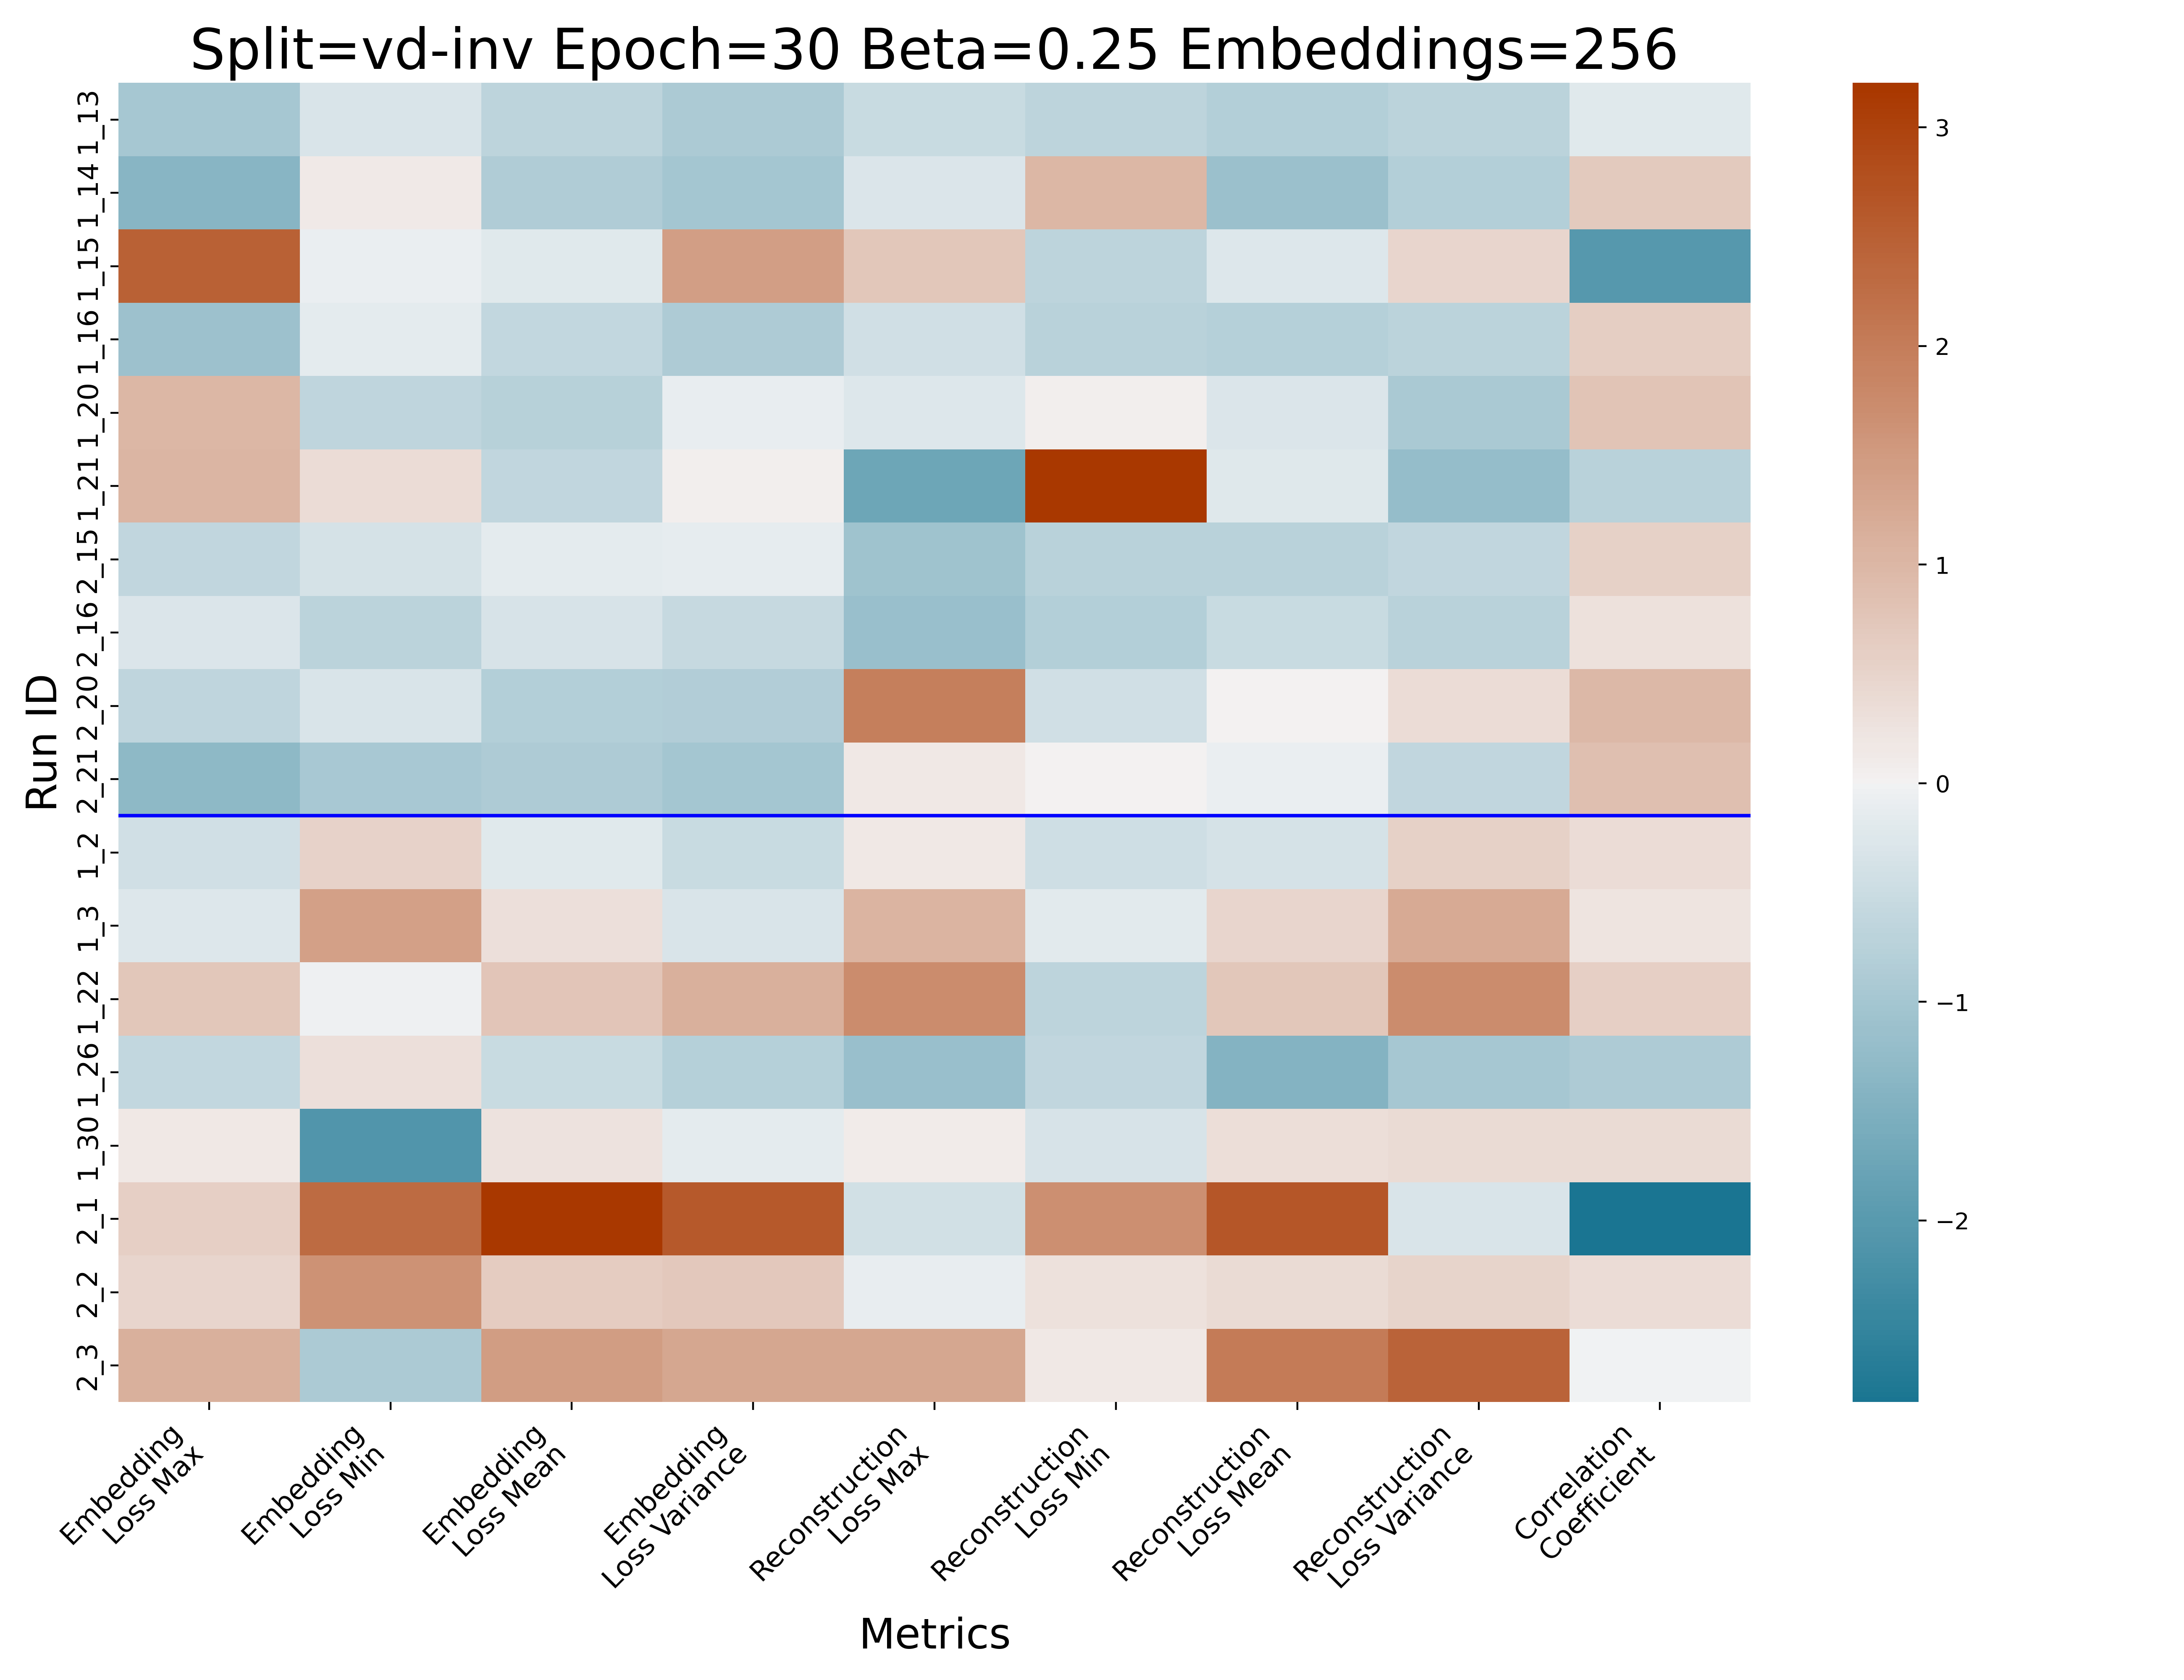 Split=vd-inv Epoch=30 Beta=0.25 Embeddings=256
Run ID
1_13
1_14
1_15
1_16
1_20
1_21
2_15
2_16
2_20
2_21
1_2
1_3
1_22
1_26
1_30
2_1
2_2
2_3
Embedding
Loss Max
Embedding
Loss Min
Embedding
Loss Mean
Embedding
Loss Variance
Reconstruction
Loss Max
Reconstruction
Loss Min
Reconstruction
Loss Mean
Reconstruction
Loss Variance
Correlation
Coefficient
Metrics
3
2
1
0
−1
−2